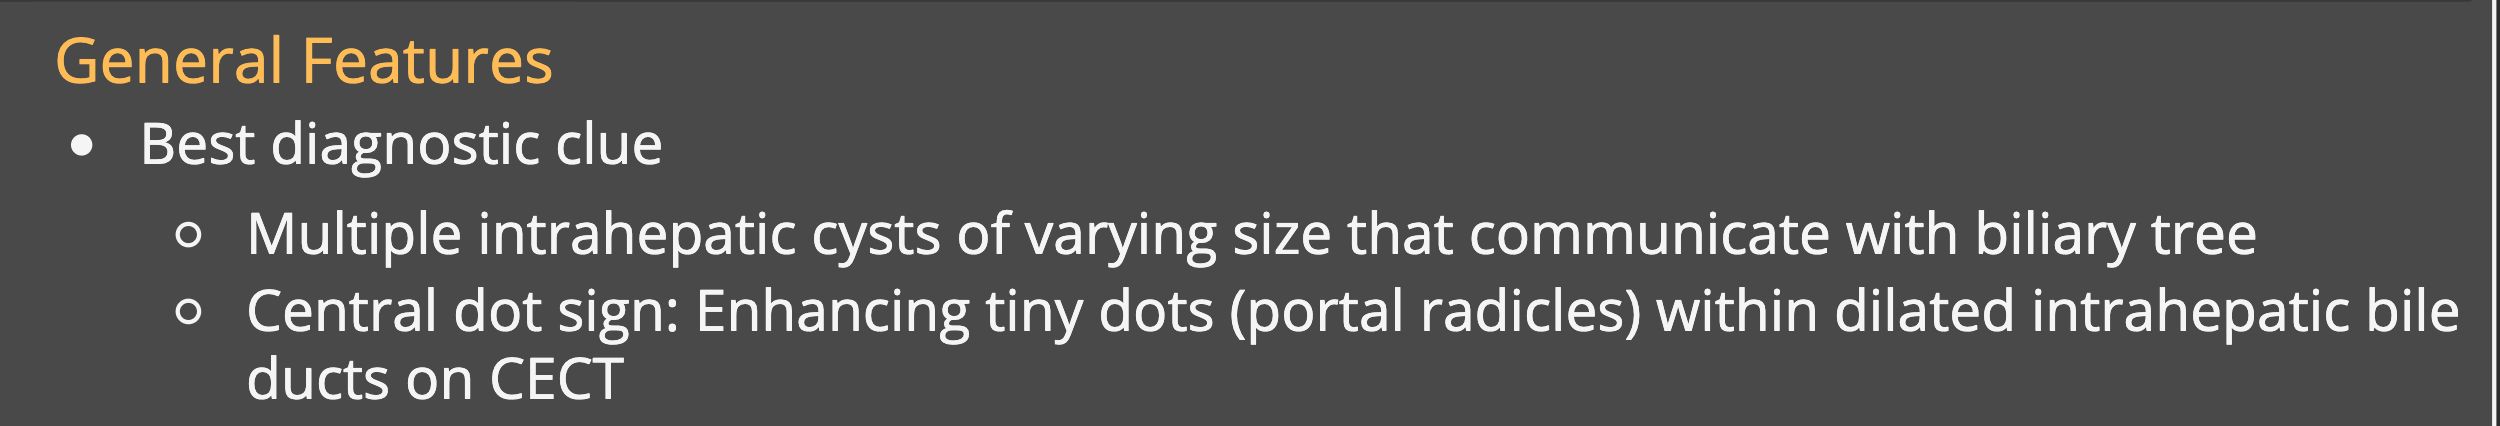 General Features
Best diagnostic clue
Multiple intrahepatic cysts of varying size that communicate with biliary tree
Central dot sign: Enhancing tiny dots (portal radicles) within dilated intrahepatic bile
ducts on CECT